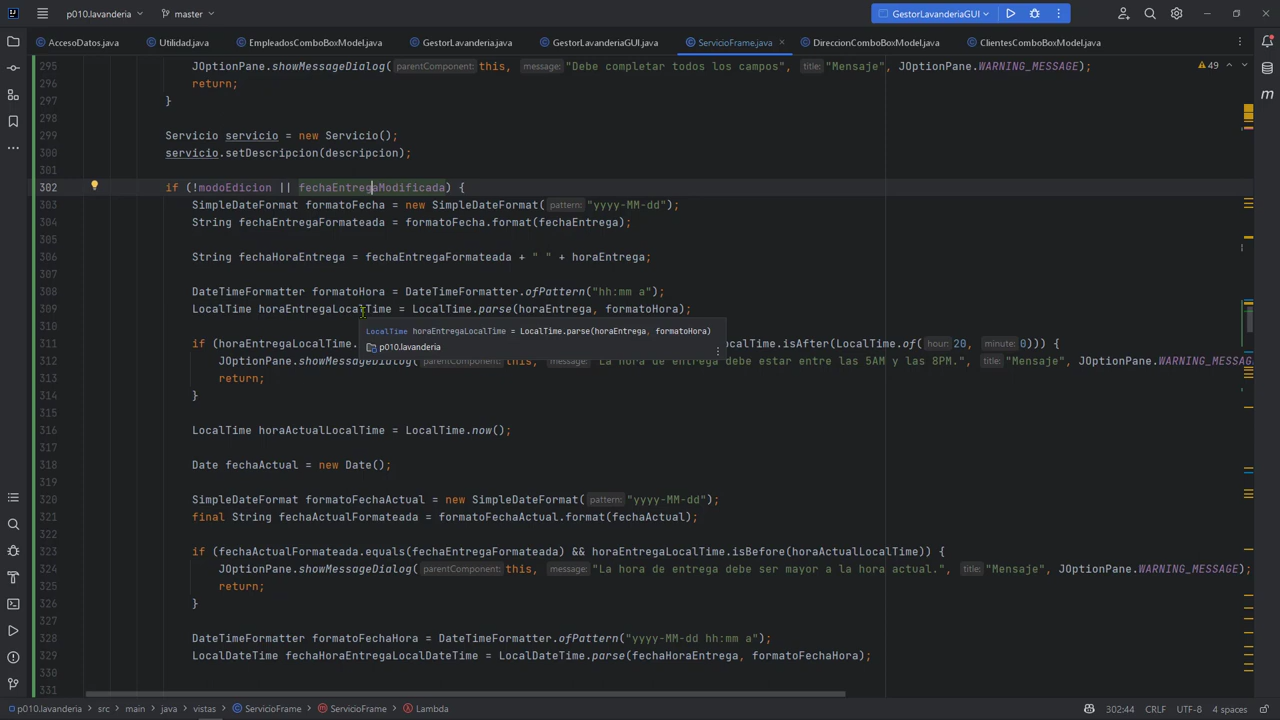 p010.lavanderia
master
GestorLavanderiaGUI
AccesoDatos.java
Utilidad.java
EmpleadosComboBoxModel.java
GestorLavanderia.java
GestorLavanderiaGUI.java
ServicioFrame.java
DireccionComboBoxModel.java
ClientesComboBoxModel.java
295 JOptionPane.showMessageDialog( parentComponent: this, message: "Debe completar todos los campos", title: "Mensaje", JOptionPane.WARNING_MESSAGE);
49
296 return;
297 }
298
299 Servicio servicio = new Servicio();
300 servicio.setDescripcion(descripcion);
301
302 if (!modoEdicion || fechaEntregaModificada) {
303 SimpleDateFormat formatoFecha = new SimpleDateFormat( pattern: "yyyy-MM-dd");
304 String fechaEntregaFormateada = formatoFecha.format(fechaEntrega);
305
306 String fechaHoraEntrega = fechaEntregaFormateada + " " + horaEntrega;
307
308 DateTimeFormatter formatoHora = DateTimeFormatter.ofPattern("hh:mm a");
309 LocalTime horaEntregaLocalTime = LocalTime.parse(horaEntrega, formatoHora);
310
LocalTime horaEntregaLocalTime = LocalTime.parse(horaEntrega, formatoHora)
311 if (horaEntregaLocalTime. calTime.isAfter(LocalTime.of( hour: 20, minute: 0))) {
p010.lavanderia
312 JOptionPane.showMessageDialog( parentComponent: this, message: "La hora de entrega debe estar entre las 5AM y las 8PM.", title: "Mensaje", JOptionPane.WARNING_MESSAG
313 return;
314 }
315
316 LocalTime horaActualLocalTime = LocalTime.now();
317
318 Date fechaActual = new Date();
319
320 SimpleDateFormat formatoFechaActual = new SimpleDateFormat( pattern: "yyyy-MM-dd");
321 final String fechaActualFormateada = formatoFechaActual.format(fechaActual);
322
323 if (fechaActualFormateada.equals(fechaEntregaFormateada) && horaEntregaLocalTime.isBefore(horaActualLocalTime)) {
324 JOptionPane.showMessageDialog( parentComponent: this, message: "La hora de entrega debe ser mayor a la hora actual.", title: "Mensaje", JOptionPane.WARNING_MESSAGE);
325 return;
326 }
327
328 DateTimeFormatter formatoFechaHora = DateTimeFormatter.ofPattern("yyyy-MM-dd hh:mm a");
329 LocalDateTime fechaHoraEntregaLocalDateTime = LocalDateTime.parse(fechaHoraEntrega, formatoFechaHora);
330
331
p010.lavanderia > src > main > java > vistas > ServicioFrame > ServicioFrame > Lambda
302:44 CRLF UTF-8 4 spaces